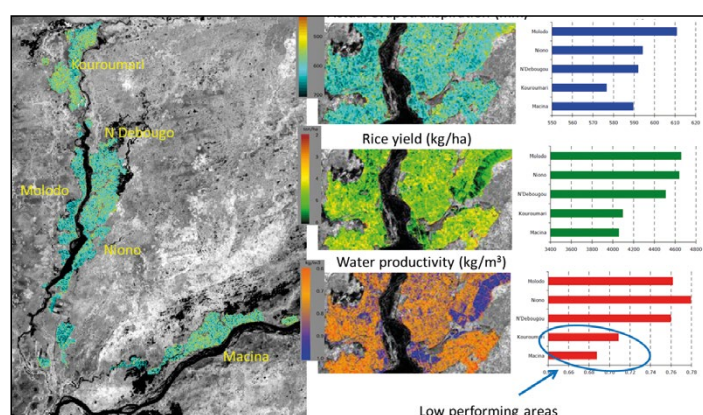 Kouroumari
N'Debougo
Molodo
Niono
Macina
Rice yield (kg/ha)
Water productivity (kg/m³)
Molodo
Niono
N'Debougou
Kouroumari
Macina
550 560 570 580 590 600 610 620
Molodo
Niono
N'Debougou
Kouroumari
Macina
3400 3600 3800 4000 4200 4400 4600 4800
Molodo
Niono
N'Debougou
Kouroumari
Macina
0.66 0.68 0.70 0.72 0.74 0.76 0.78
Low performing areas